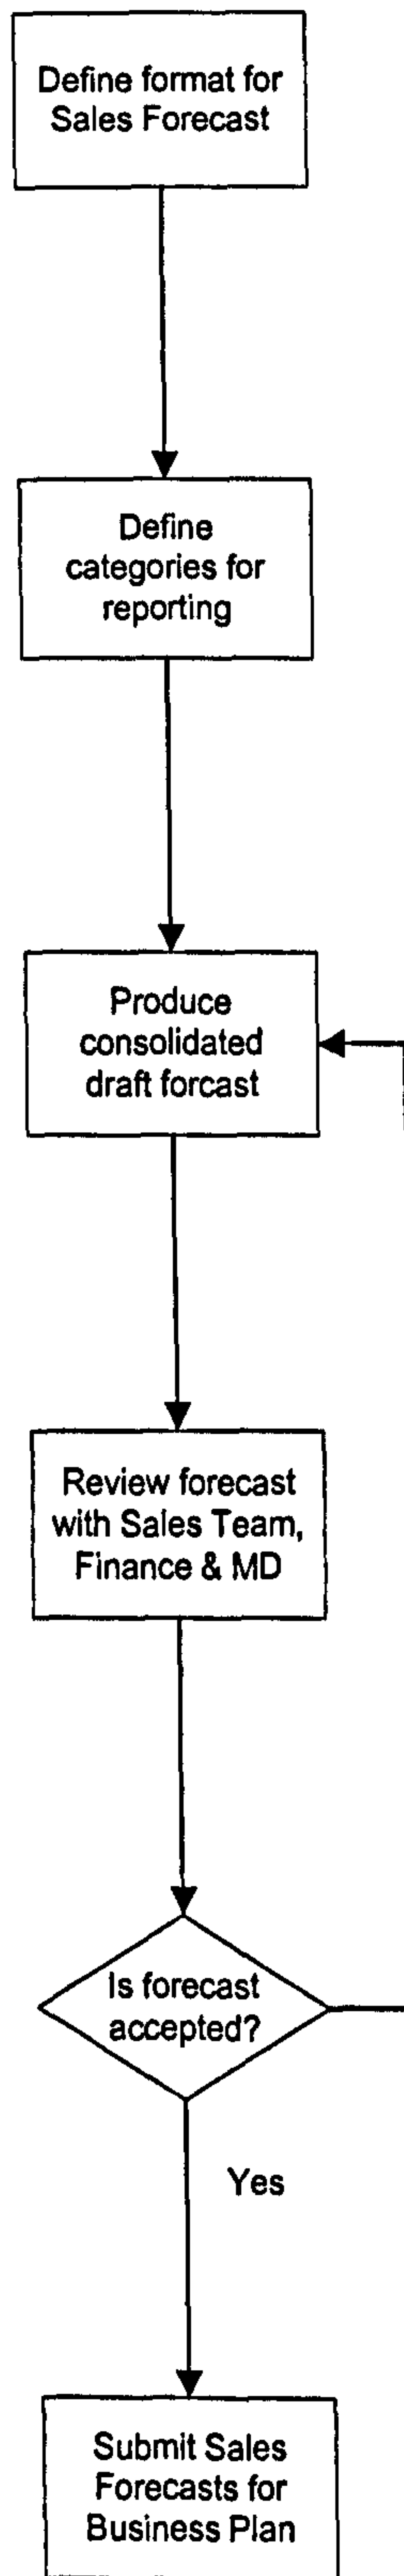 Define format for
Sales Forecast
Define
categories for
reporting
Produce
consolidated
draft forcast
Review forecast
with Sales Team,
Finance & MD
Is forecast
accepted?
Yes
Submit Sales
Forecasts for
Business Plan